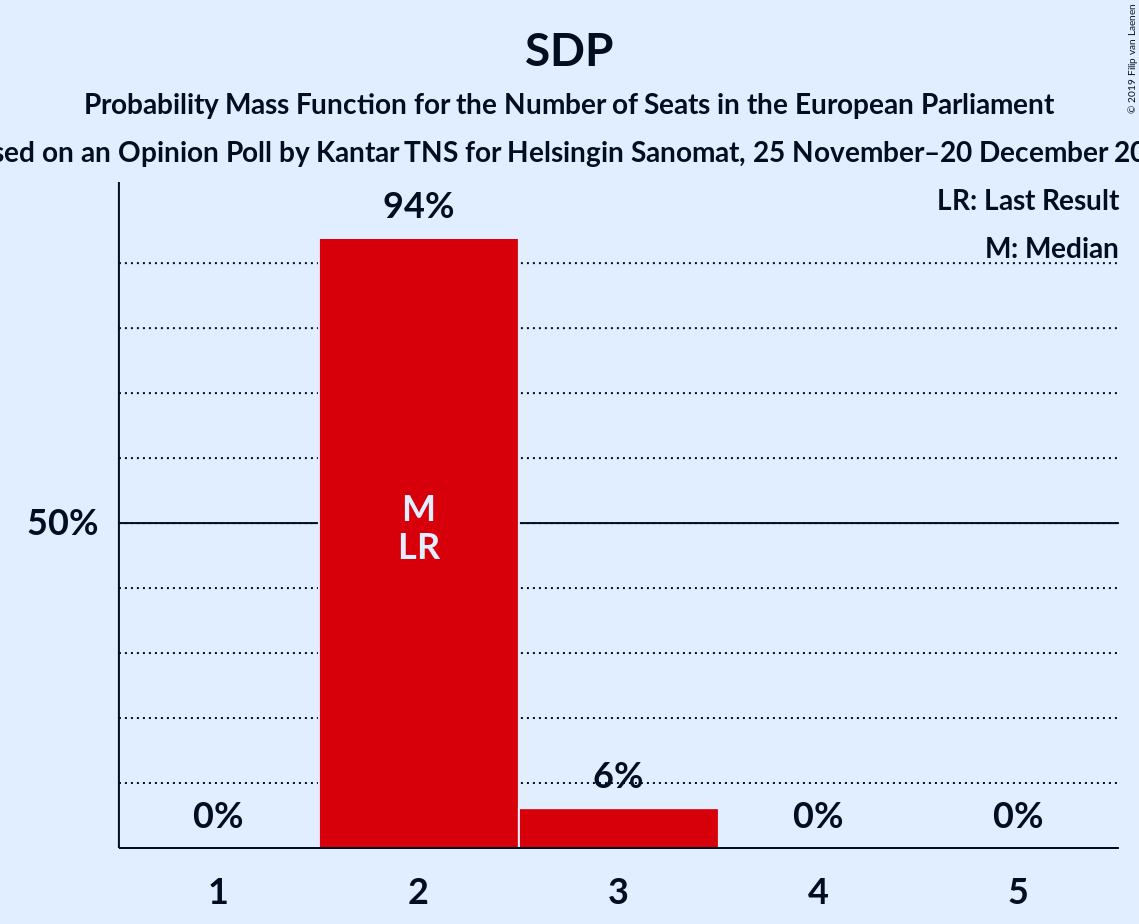 SDP
Probability Mass Function for the Number of Seats in the European Parliament
on an Opinion Poll by Kantar TNS for Helsingin Sanomat, 25 November–20 December
© 2019 Filip van Laenen
LR: Last Result
M: Median
94%
50%
M
LR
6%
0%
0%
0%
1
2
3
4
5